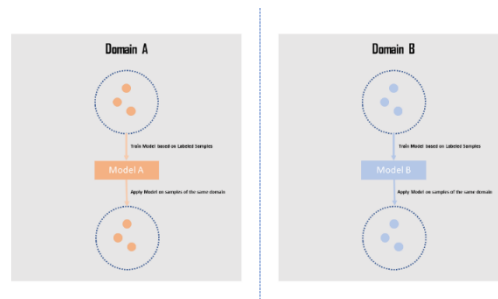 Domain A
Train Model based on Labeled Samples
Model A
Apply Model on samples of the same domain
Domain B
Train Model based on Labeled Samples
Model B
Apply Model on samples of the same domain